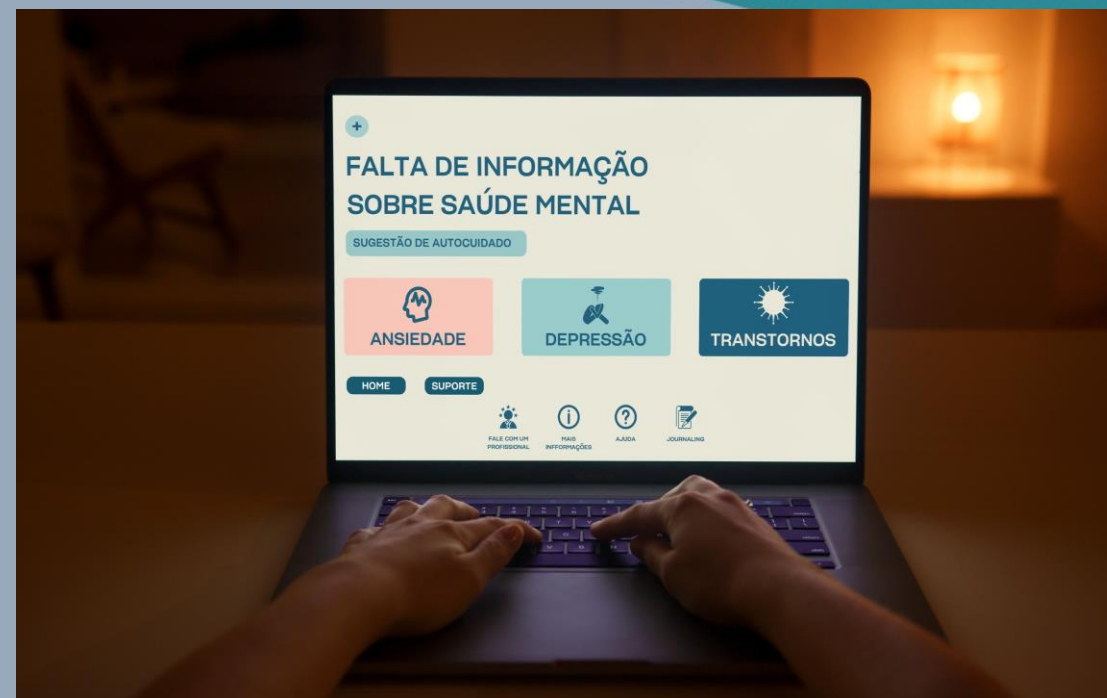 FALTA DE INFORMAÇÃO
SOBRE SAÚDE MENTAL
SUGESTÃO DE AUTOCUIDADO
ANSIEDADE
DEPRESSÃO
TRANSTORNOS
HOME
SUPORTE
FALE COM UM
PROFISSIONAL
MAIS
INFFORMAÇÕES
AJUDA
JOURNALING